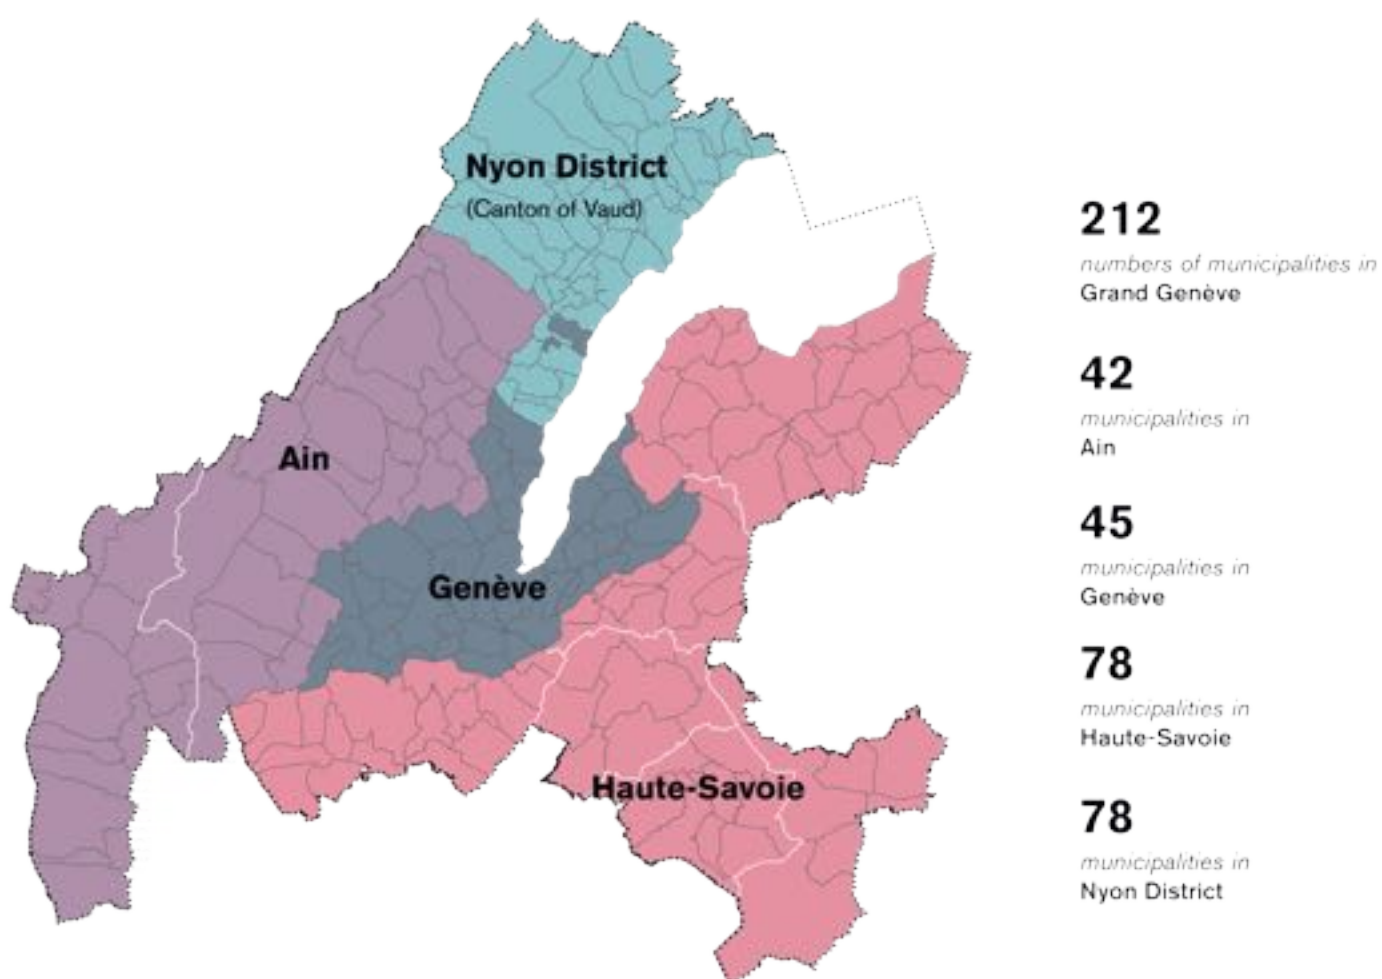 Nyon District
(Canton of Vaud)
Ain
Genève
Haute-Savoie
212
numbers of municipalities in
Grand Genève
42
municipalities in
Ain
45
municipalities in
Genève
78
municipalities in
Haute-Savoie
78
municipalities in
Nyon District